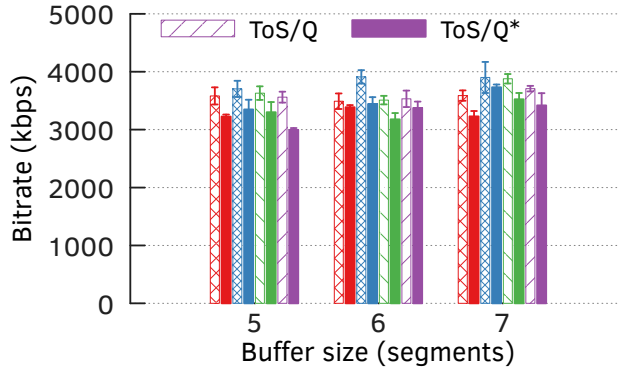 5000
ToS/Q
ToS/Q*
4000
3000
2000
1000
0
Bitrate (kbps)
5
6
7
Buffer size (segments)